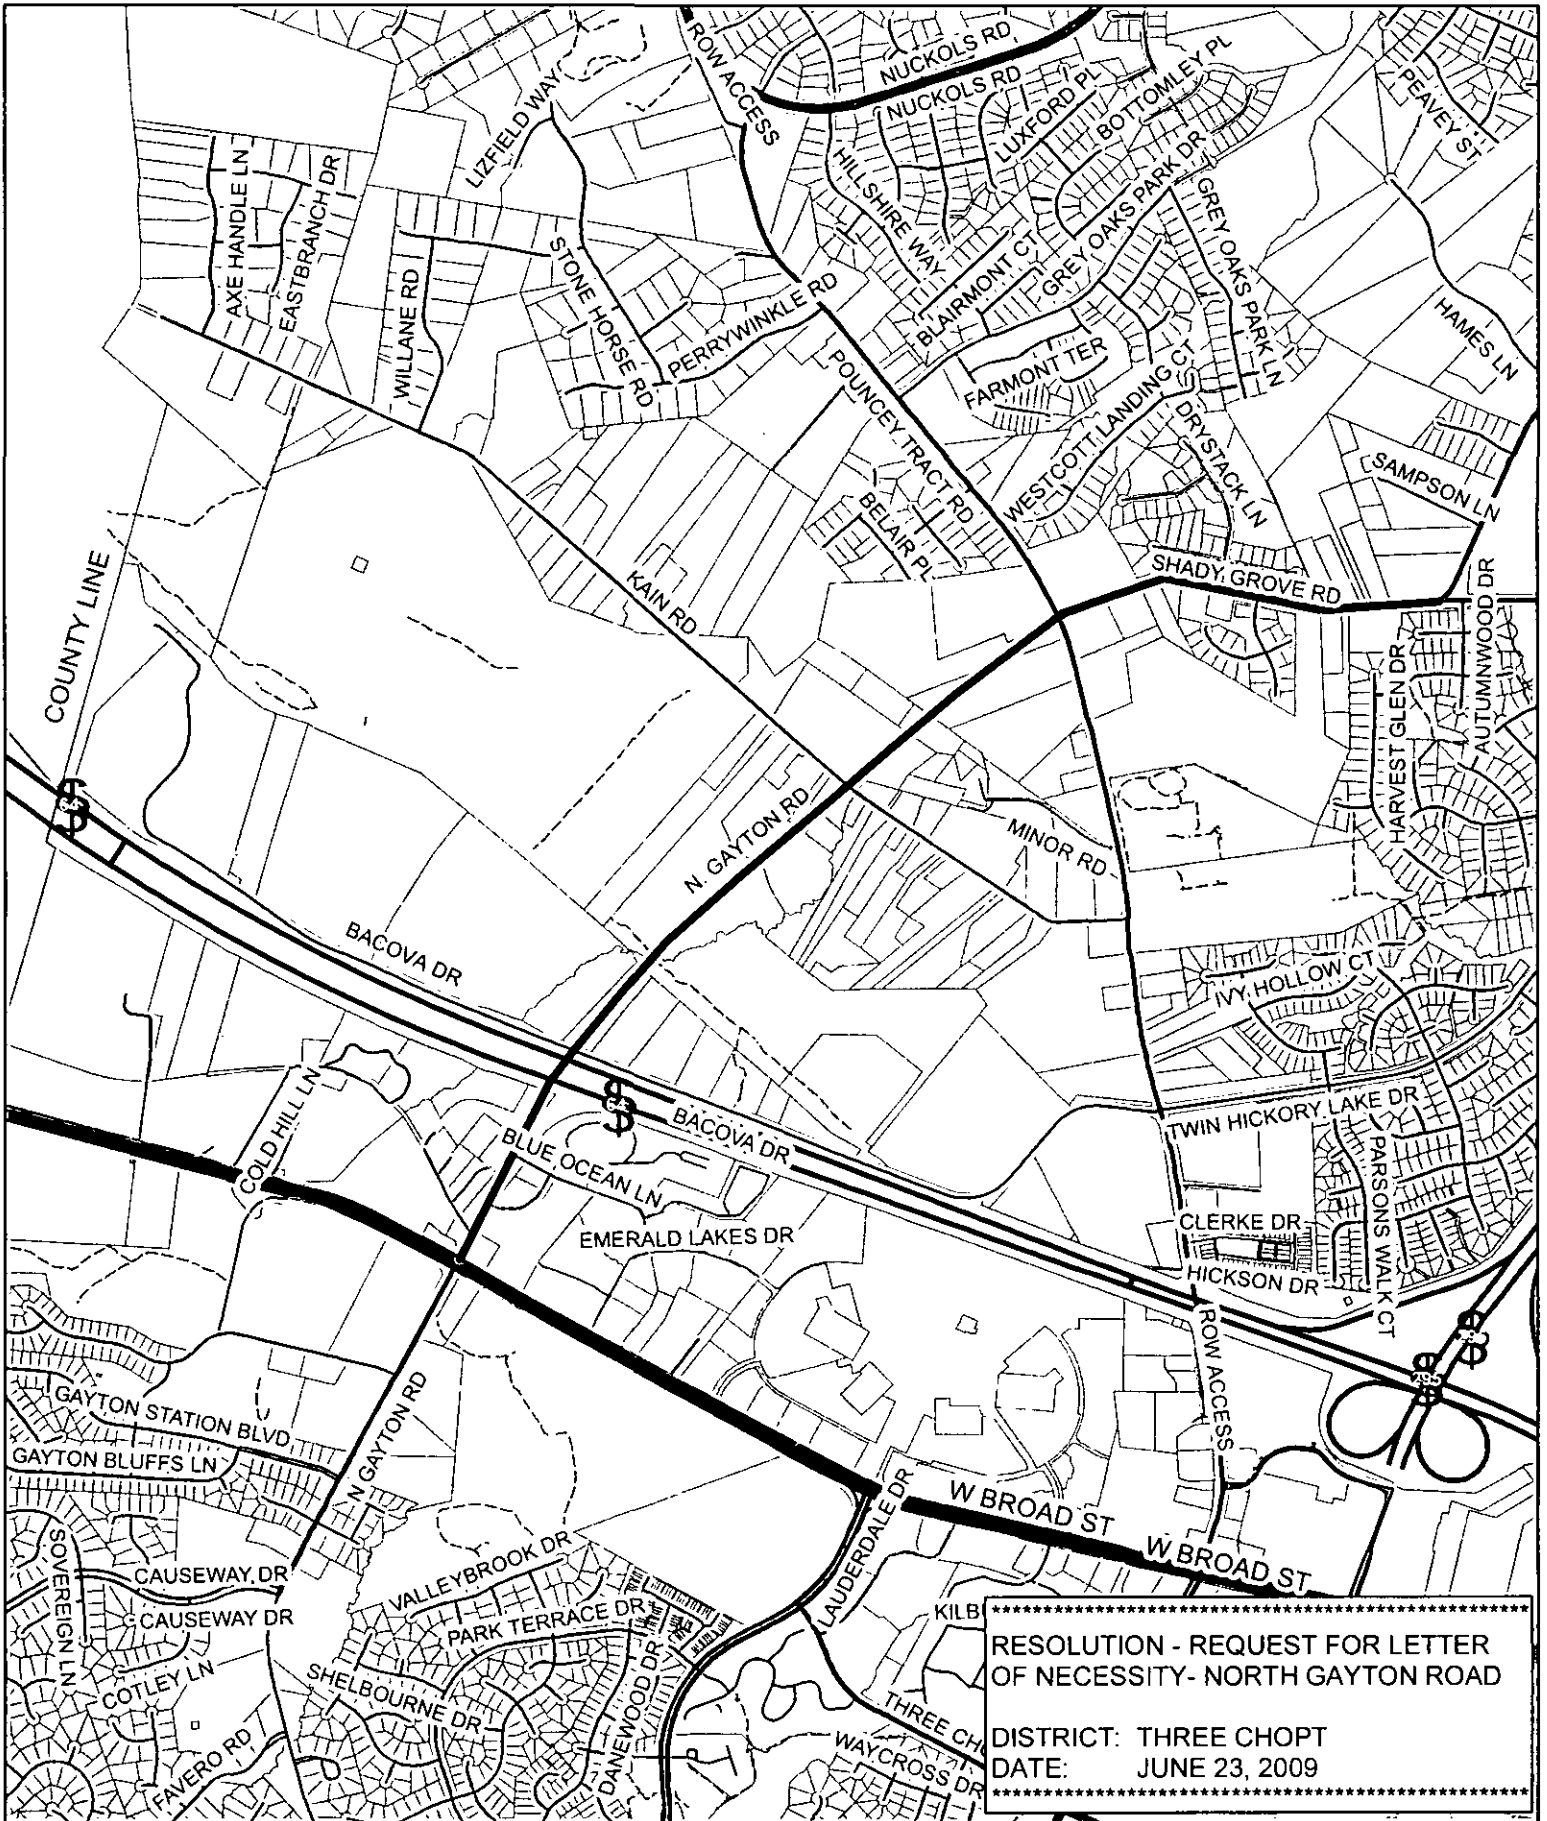 ROW ACCESS
NUCKOLS RD
NUCKOLS RD
LUXFORD PL
BOTTOMLEY PL
PEAVEY ST
LIZFIELD WAY
AXE HANDLE LN
EASTBRANCH DR
HILLSHIRE WAY
GREY OAKS PARK DR
GREY OAKS PARK LN
BLAIRMONT CT
WILLANE RD
STONE HORSE RD
PERRYWINKLE RD
HAMES LN
POUNCEY TRACT RD
FARMONT TER
WESTCOTT LANDING CT
DRYSTACK LN
SAMPSON LN
BELAIR PL
COUNTY LINE
KAIN RD
SHADY GROVE RD
AUTUMNWOOD DR
HARVEST GLEN DR
64
N. GAYTON RD
MINOR RD
BACOVA DR
IVY HOLLOW CT
COLD HILL LN
64
BACOVA DR
TWIN HICKORY LAKE DR
BLUE OCEAN LN
PARSONS WALK CT
EMERALD LAKES DR
CLERKE DR
HICKSON DR
ROW ACCESS
295
N GAYTON RD
GAYTON STATION BLVD
GAYTON BLUFFS LN
W BROAD ST
W BROAD ST
LAUDERDALE DR
SOVEREIGN LN
CAUSEWAY DR
CAUSEWAY DR
VALLEYBROOK DR
PARK TERRACE DR
KILB
COTLEY LN
SHELBOURNE DR
DANEWOOD DR
THREE CH
WAYCROSS DR
FAVERO RD
RESOLUTION - REQUEST FOR LETTER
OF NECESSITY- NORTH GAYTON ROAD
DISTRICT: THREE CHOPT
DATE: JUNE 23, 2009